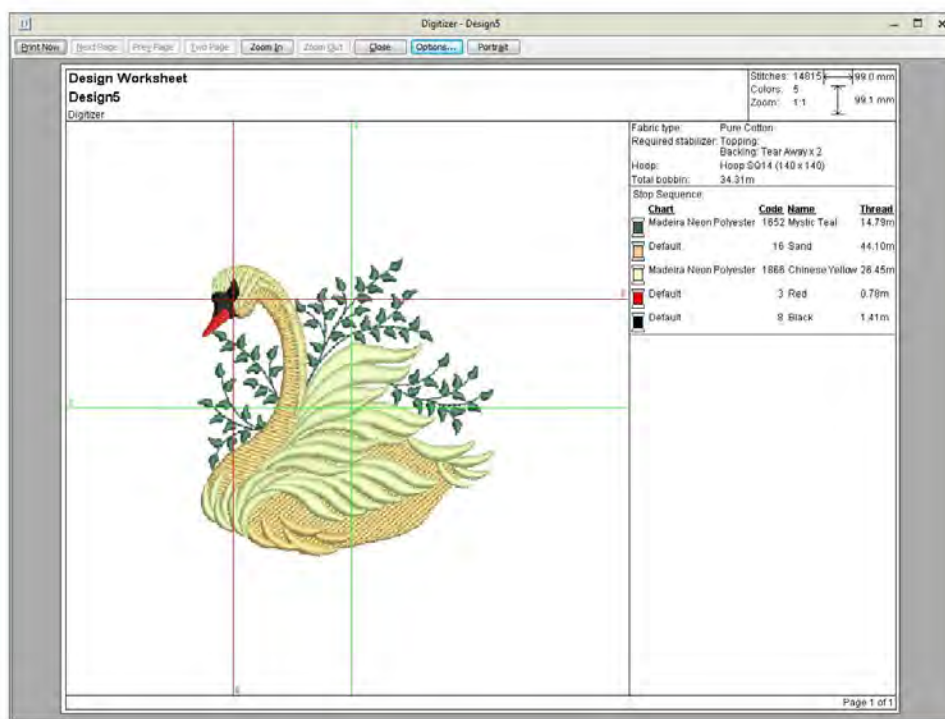 Digitizer - Design5
Print Now Next Page Prev Page Two Page Zoom In Zoom Out Close Options... Portrait
Design Worksheet
Design5
Digitizer
Stitches: 14815 99.0 mm
Colors: 5
Zoom: 1:1 99.1 mm
Fabric type: Pure Cotton
Required stabilizer: Topping:
Backing: Tear Away x 2
Hoop: Hoop SQ14 (140 x 140)
Total bobbin: 34.31m
Stop Sequence:
Chart Code Name Thread
Madeira Neon Polyester 1652 Mystic Teal 14.79m
Default 16 Sand 44.10m
Madeira Neon Polyester 1866 Chinese Yellow 26.45m
Default 3 Red 0.78m
Default 8 Black 1.41m
Page 1 of 1